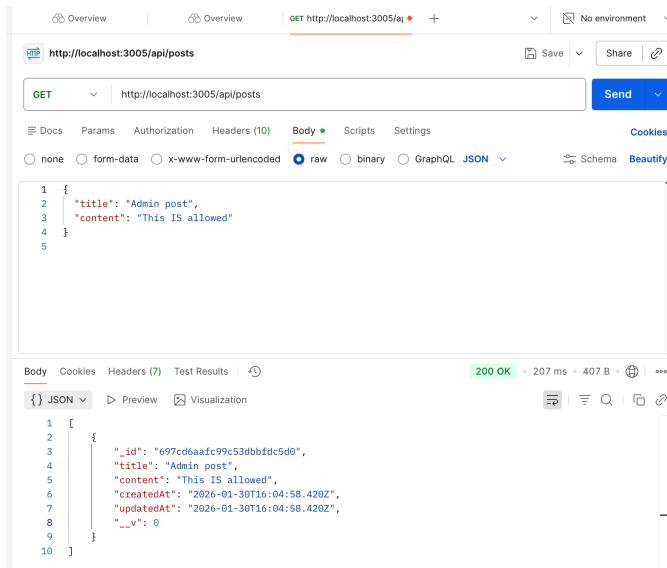 Overview
Overview
GET http://localhost:3005/a
No environment
HTTP http://localhost:3005/api/posts
Save
Share
GET
http://localhost:3005/api/posts
Send
Docs Params Authorization Headers (10) Body Scripts Settings
Cookies
none form-data x-www-form-urlencoded raw binary GraphQL JSON
Schema Beautify
1 {
2 "title": "Admin post",
3 "content": "This IS allowed"
4 }
5
Body Cookies Headers (7) Test Results
200 OK • 207 ms • 407 B
{} JSON Preview Visualization
1 [
2 {
3 "_id": "697cd6aafc99c53dbbfdc5d0",
4 "title": "Admin post",
5 "content": "This IS allowed",
6 "createdAt": "2026-01-30T16:04:58.420Z",
7 "updatedAt": "2026-01-30T16:04:58.420Z",
8 "__v": 0
9 }
10 ]